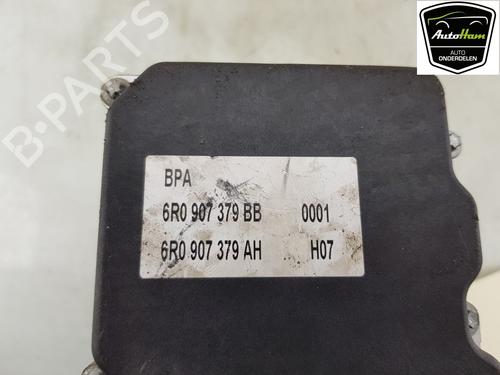 AutoHam
AUTO
ONDERDELEN
B-PARTS
BPA
6R0 907 379 BB 0001
6R0 907 379 AH H07